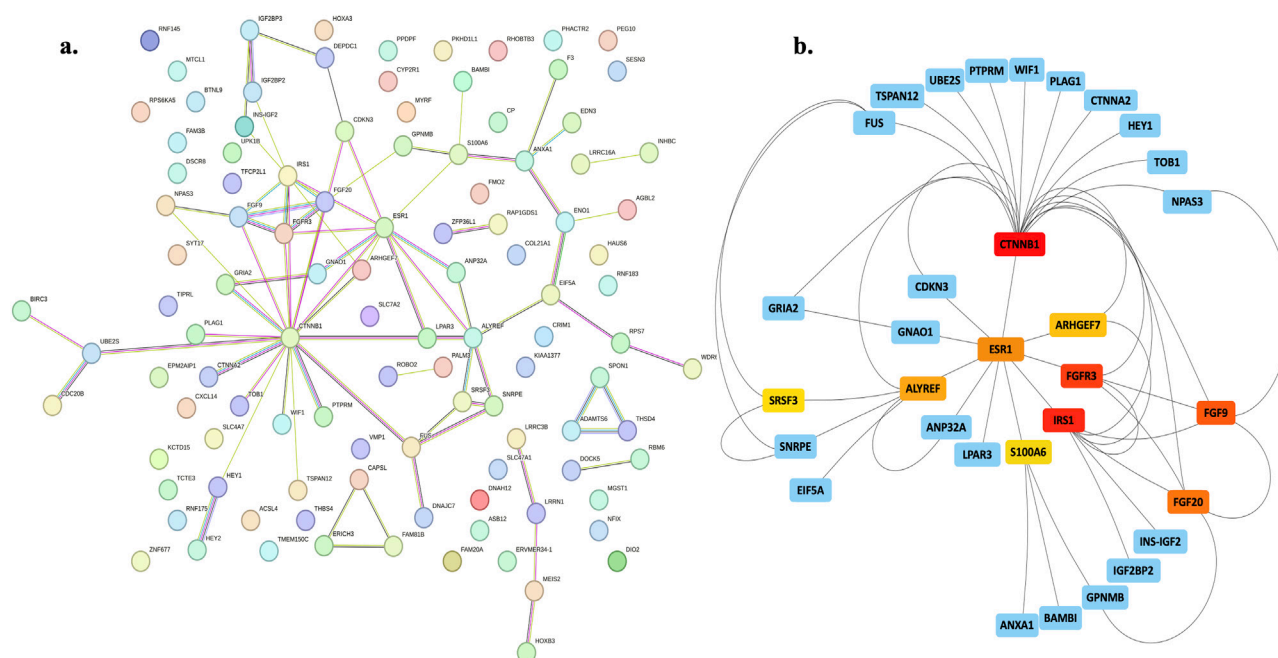 a.
RNF145
IGF2BP3
HOXA3
DEPDC1
PPDPF
PKHD1L1
RHOBTB3
PHACTR2
PEG10
MTCL1
F3
SESN3
IGF2BP2
CYP2R1
BAMBI
RPS6KA5
BTNL9
INS-IGF2
MYRF
CP
EDN3
CDKN3
FAM3B
UPK1B
GPNMB
S100A6
ANXA1
INHBC
LRRC16A
DSCR8
TFCP2L1
IRS1
NPAS3
FGF20
FMO2
AGBL2
FGF9
FGFR3
ESR1
ZFP36L1
RAP1GDS1
ENO1
SYT17
COL21A1
HAUS6
GNAO1
ARHGEF7
ANP32A
RNF183
GRIA2
EIF5A
TIPRL
SLC7A2
BIRC3
PLAG1
CTNNB1
LPAR3
ALYREF
CRIM1
RPS7
UBE2S
EPM2AIP1
CTNNA2
ROBO2
PALM3
KIAA1377
SPON1
CDC20B
CXCL14
TOB1
WIF1
PTPRM
SNRPE
ADAMTS6
THSD4
SLC4A7
FUS
LRRC3B
KCTD15
VMP1
RBM6
SLC47A1
DOCK5
TCTE3
HEY1
TSPAN12
CAPSL
DNAJC7
DNAH12
LRRN1
MGST1
RNF175
ACSL4
THBS4
ASB12
NFIX
ZNF677
HEY2
TMEM150C
ERICH3
FAM81B
FAM20A
ERVMER34-1
DIO2
MEIS2
HOXB3
b.
WIF1
PTPRM
UBE2S
PLAG1
TSPAN12
CTNNA2
FUS
HEY1
TOB1
NPAS3
CTNNB1
CDKN3
GRIA2
GNAO1
ARHGEF7
ESR1
FGFR3
SRSF3
ALYREF
IRS1
FGF9
ANP32A
SNRPE
LPAR3
S100A6
EIF5A
FGF20
INS-IGF2
IGF2BP2
GPNMB
BAMBI
ANXA1